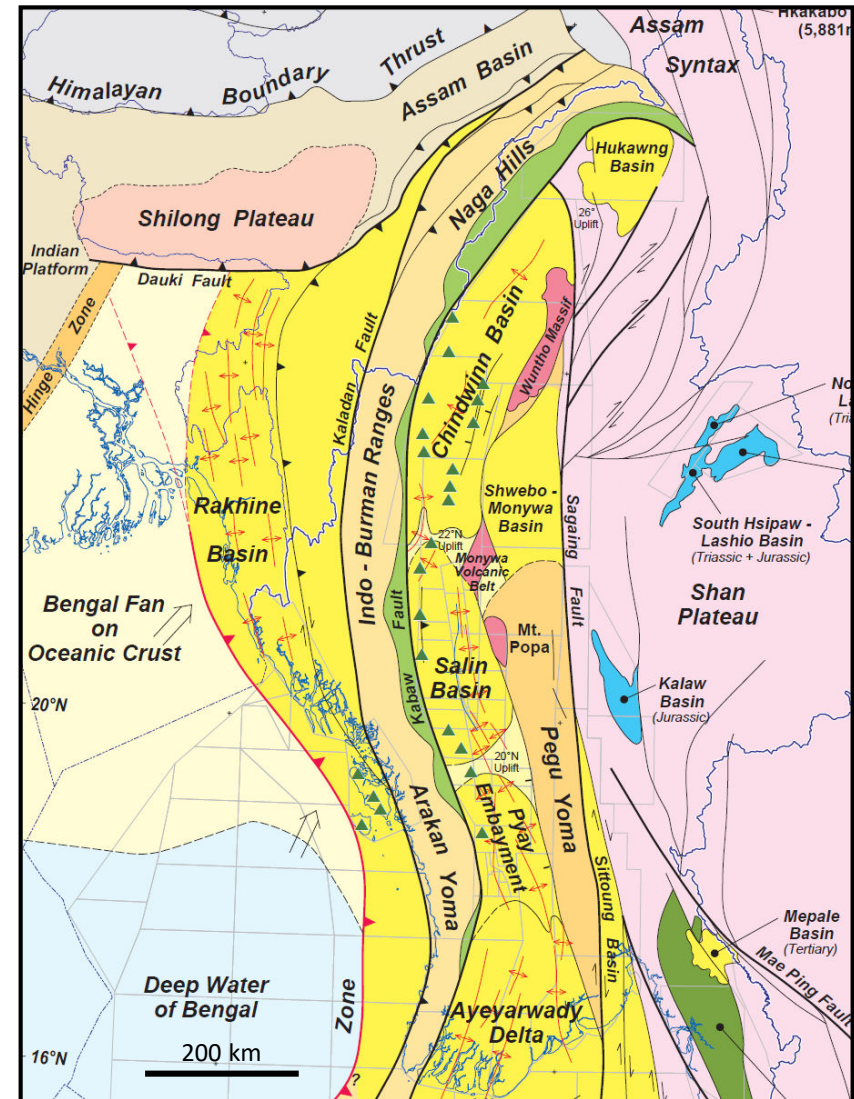 Hkakabo
(5,881m
Assam
Syntax
Himalayan Boundary Thrust
Assam Basin
Naga Hills
Hukawng
Basin
Shilong Plateau
26°
Uplift
Indian
Platform
Dauki Fault
Hinge Zone
Kaladan Fault
Chindwinn Basin
Wuntho Massif
Indo - Burman Ranges
Rakhine
Basin
Shwebo -
Monywa
Basin
Sagaing Fault
No
La
(Tria
South Hsipaw -
Lashio Basin
(Triassic + Jurassic)
22°N
Uplift
Monywa
Volcanic
Belt
Shan
Plateau
Bengal Fan
on
Oceanic Crust
Kabaw Fault
Mt.
Popa
Salin
Basin
Kalaw
Basin
(Jurassic)
20°N
20°N
Uplift
Pegu Yoma
Arakan Yoma
Pyay
Embayment
Sittoung Basin
Mepale
Basin
(Tertiary)
Mae Ping Fault
Deep Water
of Bengal
Zone
Ayeyarwady
Delta
16°N
200 km
?